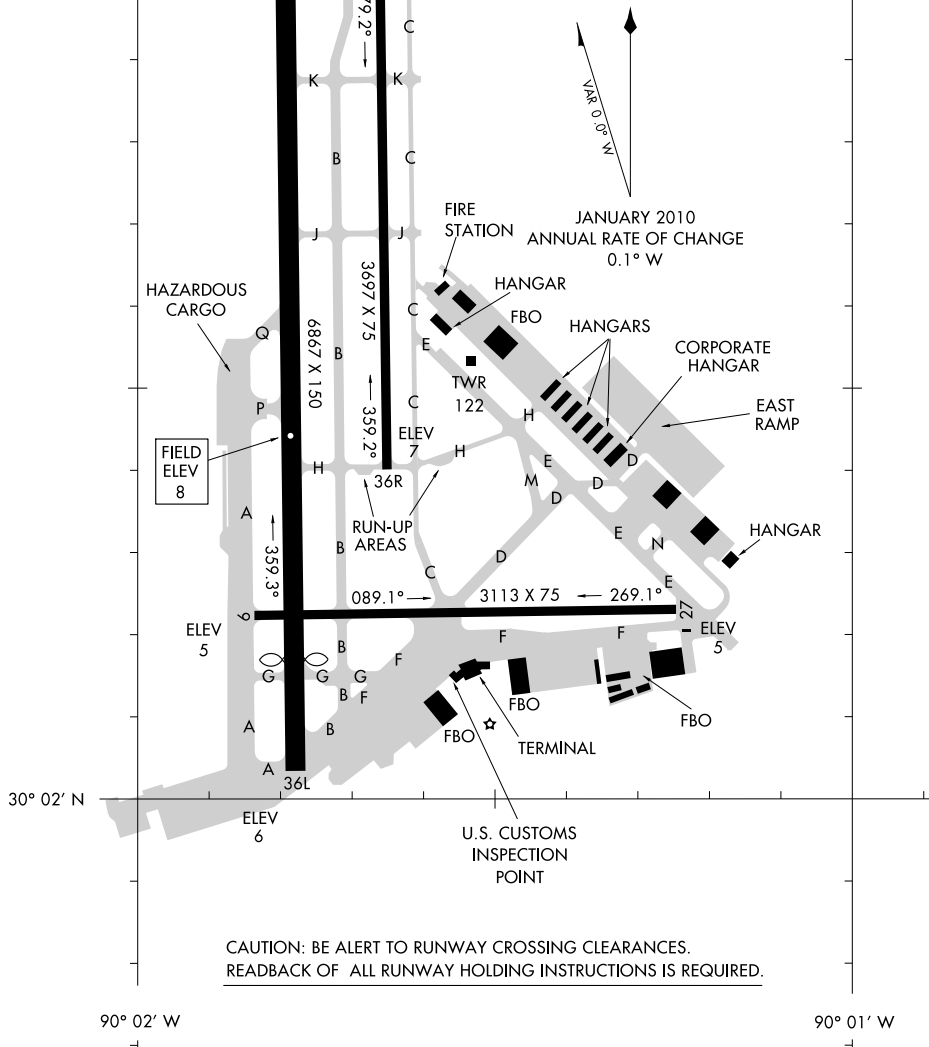 79.2°
C
K
K
VAR 0.0° W
B
C
JANUARY 2010
ANNUAL RATE OF CHANGE
0.1° W
FIRE
STATION
J
J
HAZARDOUS
CARGO
HANGAR
3697 X 75
C
FBO
HANGARS
Q
6867 X 150
E
B
CORPORATE
HANGAR
TWR
122
P
359.2°
C
H
EAST
RAMP
ELEV
7
FIELD
ELEV
8
H
H
E
D
36R
M
D
D
A
RUN-UP
AREAS
E
HANGAR
359.3°
B
N
D
C
E
089.1°
3113 X 75
269.1°
9
27
ELEV
5
F
F
ELEV
5
B
F
G
G
G
B
F
FBO
FBO
A
B
FBO
TERMINAL
A
36L
30° 02' N
ELEV
6
U.S. CUSTOMS
INSPECTION
POINT
CAUTION: BE ALERT TO RUNWAY CROSSING CLEARANCES.
READBACK OF ALL RUNWAY HOLDING INSTRUCTIONS IS REQUIRED.
90° 02' W
90° 01' W